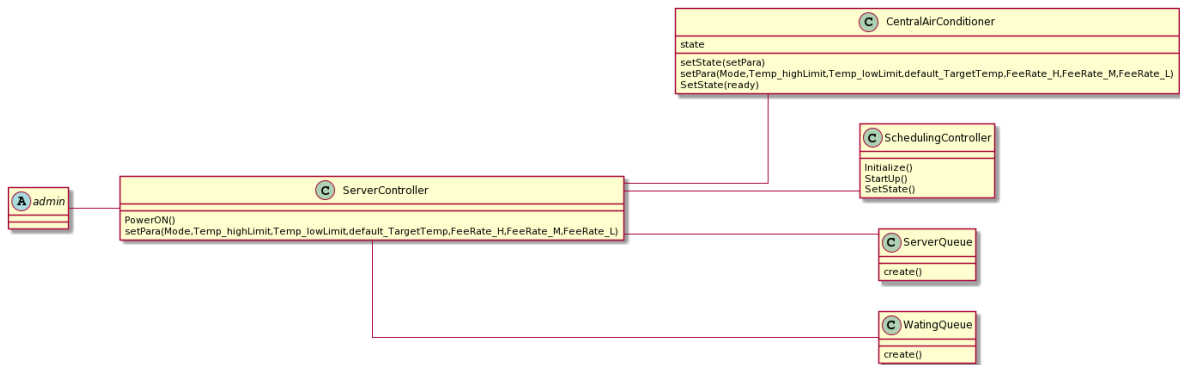 C CentralAirConditioner
state
setState(setPara)
setPara(Mode,Temp_highLimit,Temp_lowLimit,default_TargetTemp,FeeRate_H,FeeRate_M,FeeRate_L)
SetState(ready)
C SchedulingController
Initialize()
StartUp()
SetState()
A admin
C ServerController
PowerON()
setPara(Mode,Temp_highLimit,Temp_lowLimit,default_TargetTemp,FeeRate_H,FeeRate_M,FeeRate_L)
C ServerQueue
create()
C WatingQueue
create()